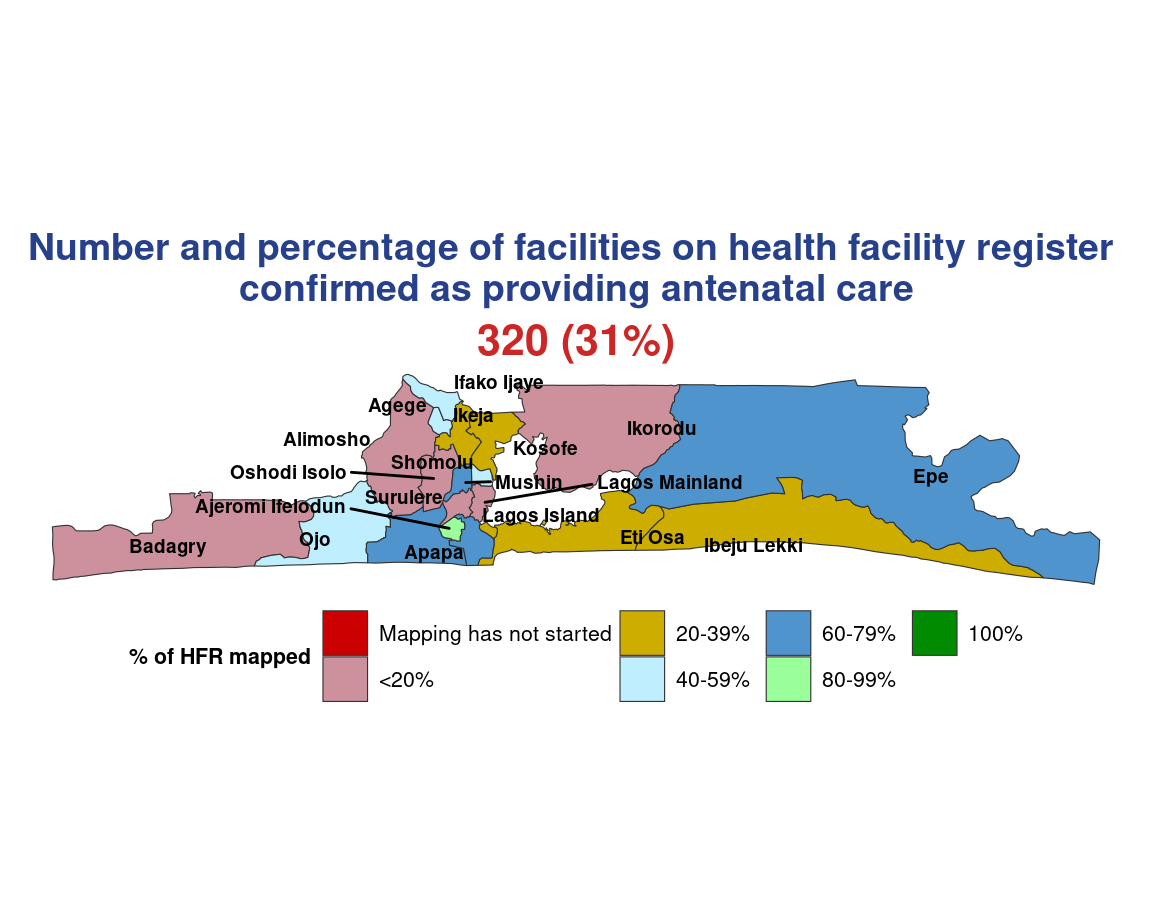 Number and percentage of facilities on health facility register
confirmed as providing antenatal care
320 (31%)
Ifako Ijaye
Agege
Ikeja
Ikorodu
Alimosho
Kosofe
Shomolu
Oshodi Isolo
Epe
Mushin
Lagos Mainland
Surulere
Ajeromi Ifelodun
Lagos Island
Eti Osa
Ojo
Ibeju Lekki
Badagry
Apapa
% of HFR mapped
Mapping has not started
<20%
20-39%
40-59%
60-79%
80-99%
100%